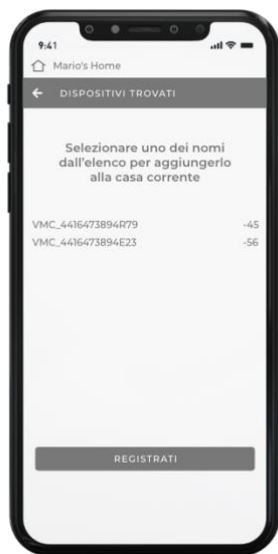 9:41
Mario's Home
DISPOSITIVI TROVATI
Selezionare uno dei nomi
dall'elenco per aggiungerlo
alla casa corrente
VMC_4416473894R79 -45
VMC_4416473894E23 -56
REGISTRATI